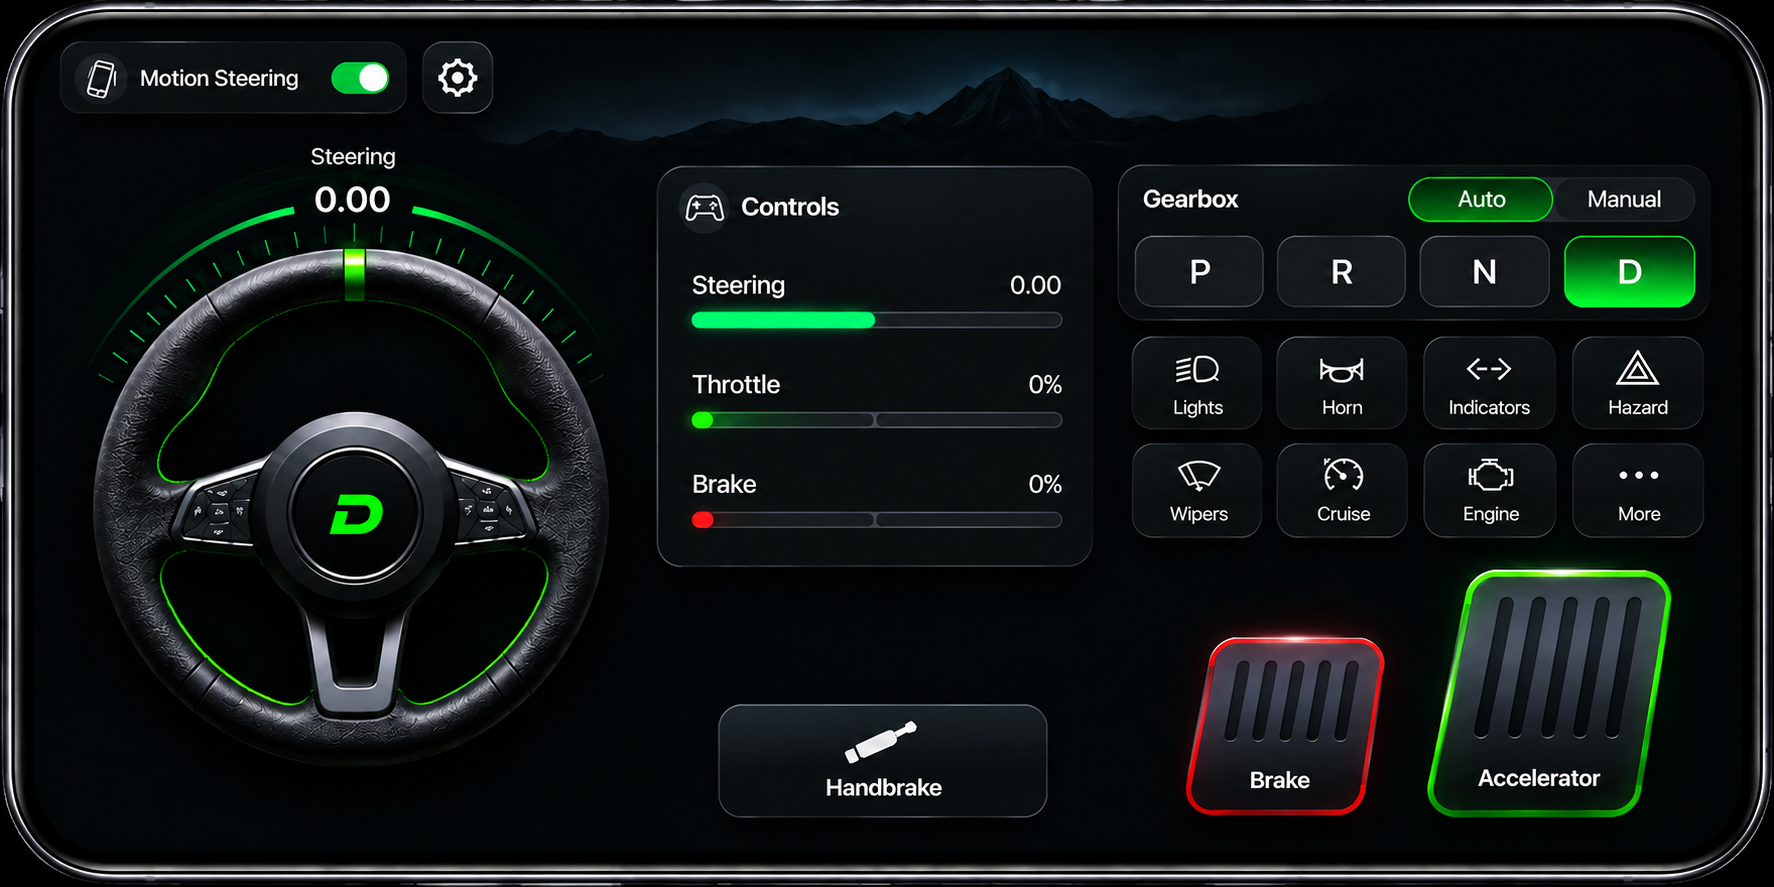 Motion Steering
Steering
0.00
D
Controls
Steering 0.00
Throttle 0%
Brake 0%
Handbrake
Gearbox Auto Manual
P R N D
Lights Horn Indicators Hazard
Wipers Cruise Engine More
Brake
Accelerator